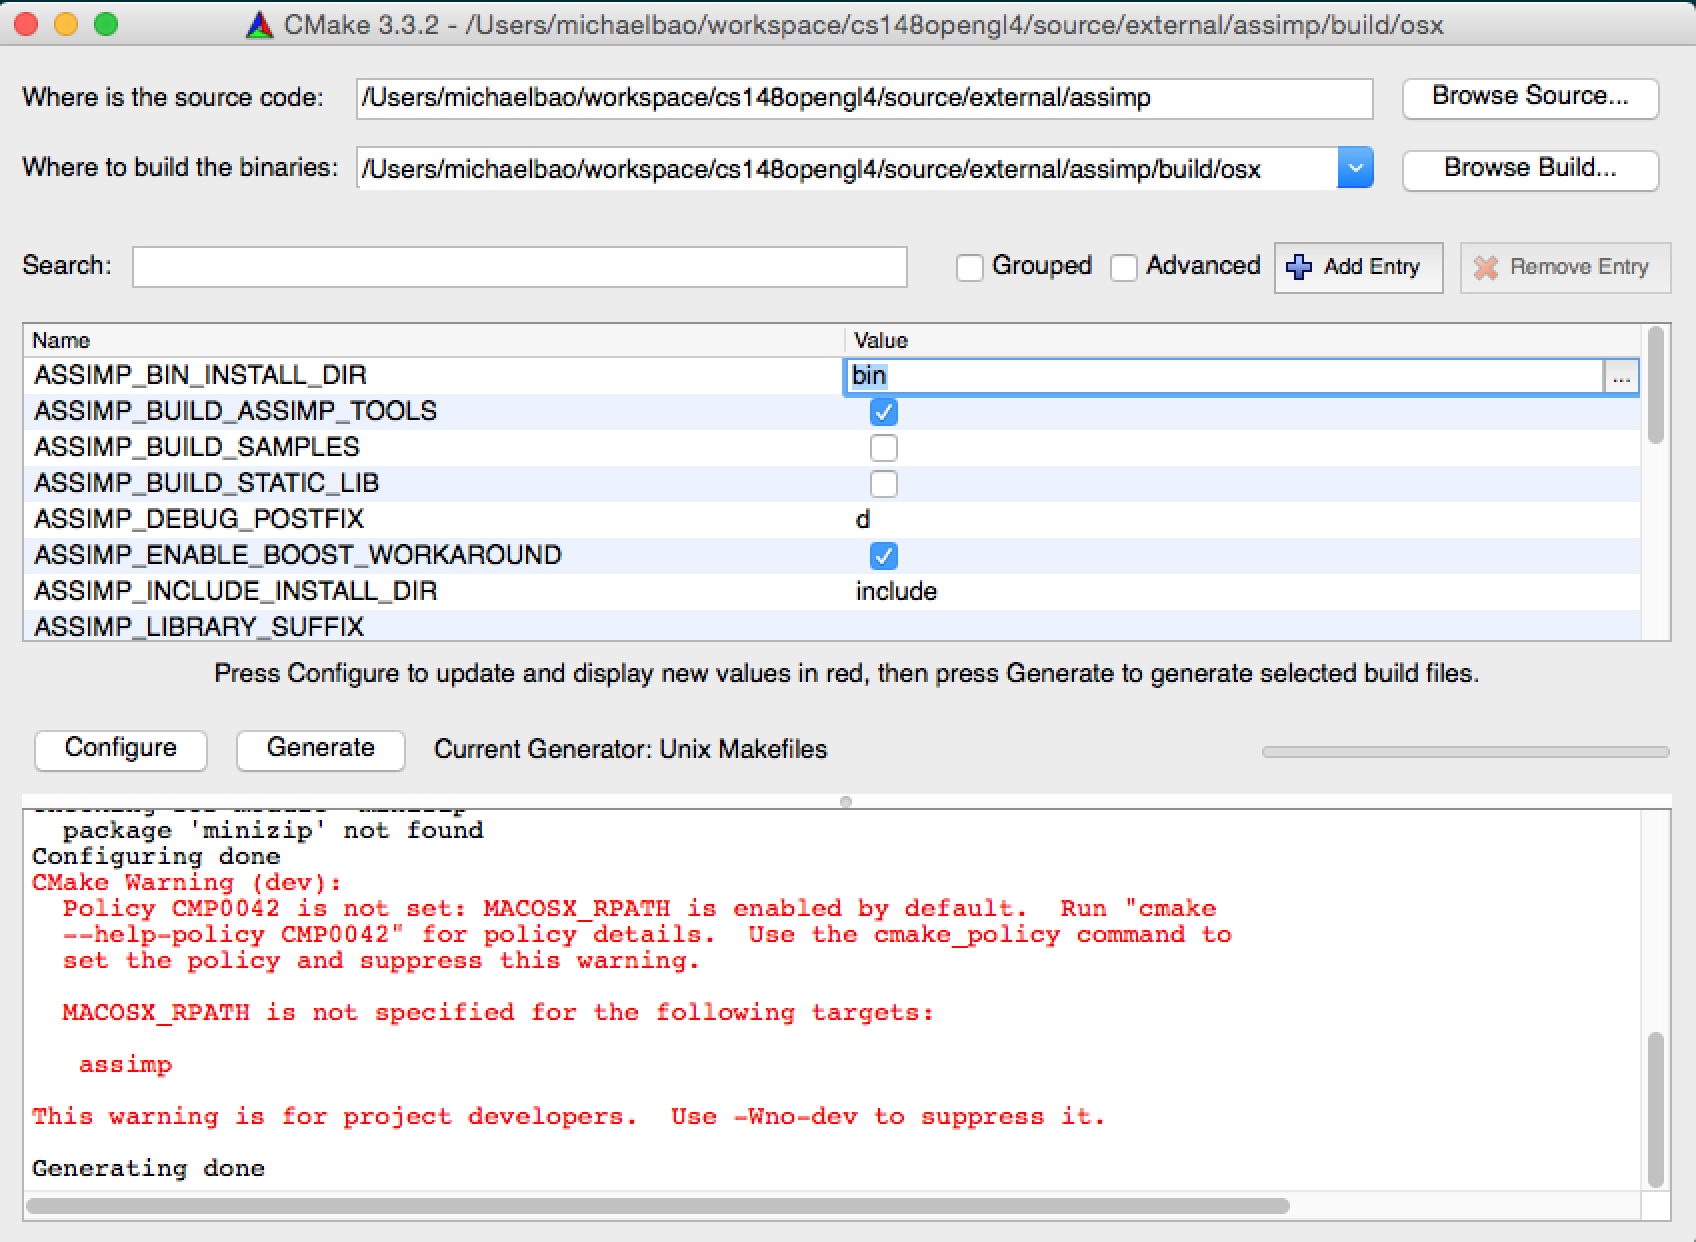 CMake 3.3.2 - /Users/michaelbao/workspace/cs148opengl4/source/external/assimp/build/osx
Where is the source code: /Users/michaelbao/workspace/cs148opengl4/source/external/assimp Browse Source...
Where to build the binaries: /Users/michaelbao/workspace/cs148opengl4/source/external/assimp/build/osx Browse Build...
Search: Grouped Advanced Add Entry Remove Entry
Name Value
ASSIMP_BIN_INSTALL_DIR bin ...
ASSIMP_BUILD_ASSIMP_TOOLS
ASSIMP_BUILD_SAMPLES
ASSIMP_BUILD_STATIC_LIB
ASSIMP_DEBUG_POSTFIX d
ASSIMP_ENABLE_BOOST_WORKAROUND
ASSIMP_INCLUDE_INSTALL_DIR include
ASSIMP_LIBRARY_SUFFIX
Press Configure to update and display new values in red, then press Generate to generate selected build files.
Configure Generate Current Generator: Unix Makefiles
package 'minizip' not found
Configuring done
CMake Warning (dev):
Policy CMP0042 is not set: MACOSX_RPATH is enabled by default. Run "cmake
--help-policy CMP0042" for policy details. Use the cmake_policy command to
set the policy and suppress this warning.
MACOSX_RPATH is not specified for the following targets:
assimp
This warning is for project developers. Use -Wno-dev to suppress it.
Generating done